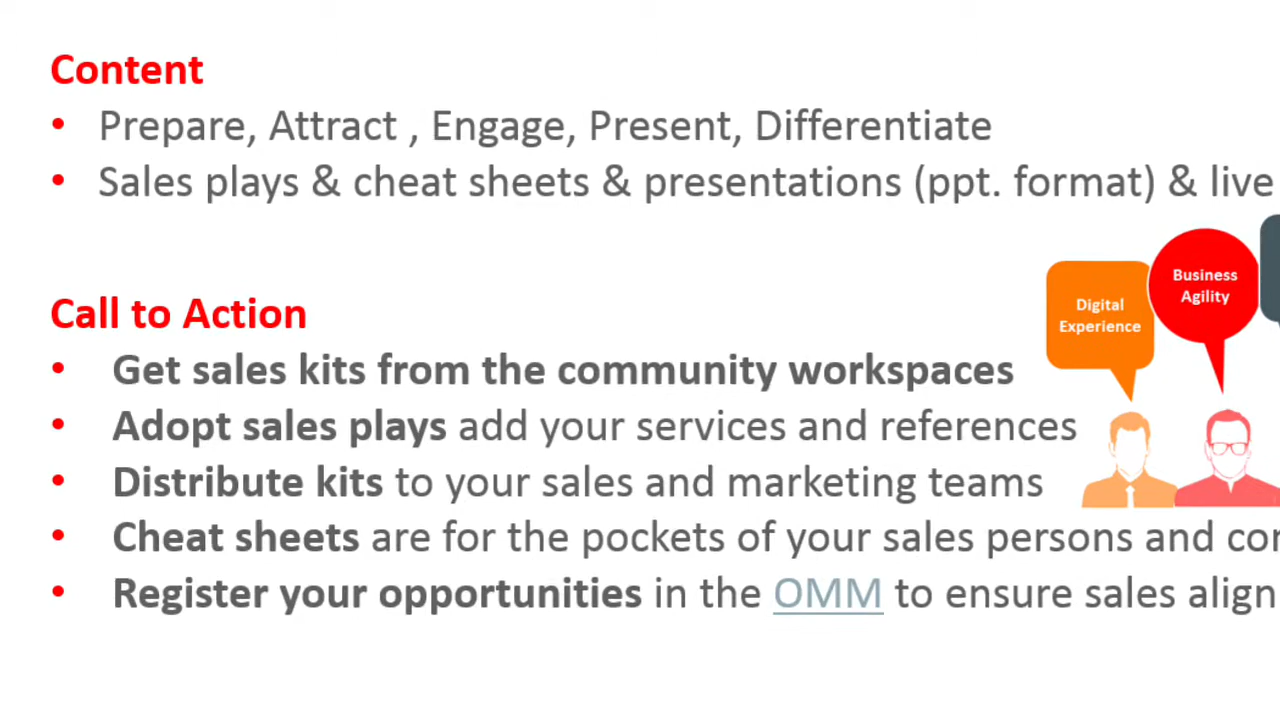 Content
• Prepare, Attract , Engage, Present, Differentiate
• Sales plays & cheat sheets & presentations (ppt. format) & live
Business
Agility
Digital
Experience
Call to Action
• Get sales kits from the community workspaces
• Adopt sales plays add your services and references
• Distribute kits to your sales and marketing teams
• Cheat sheets are for the pockets of your sales persons and
• Register your opportunities in the OMM to ensure sales